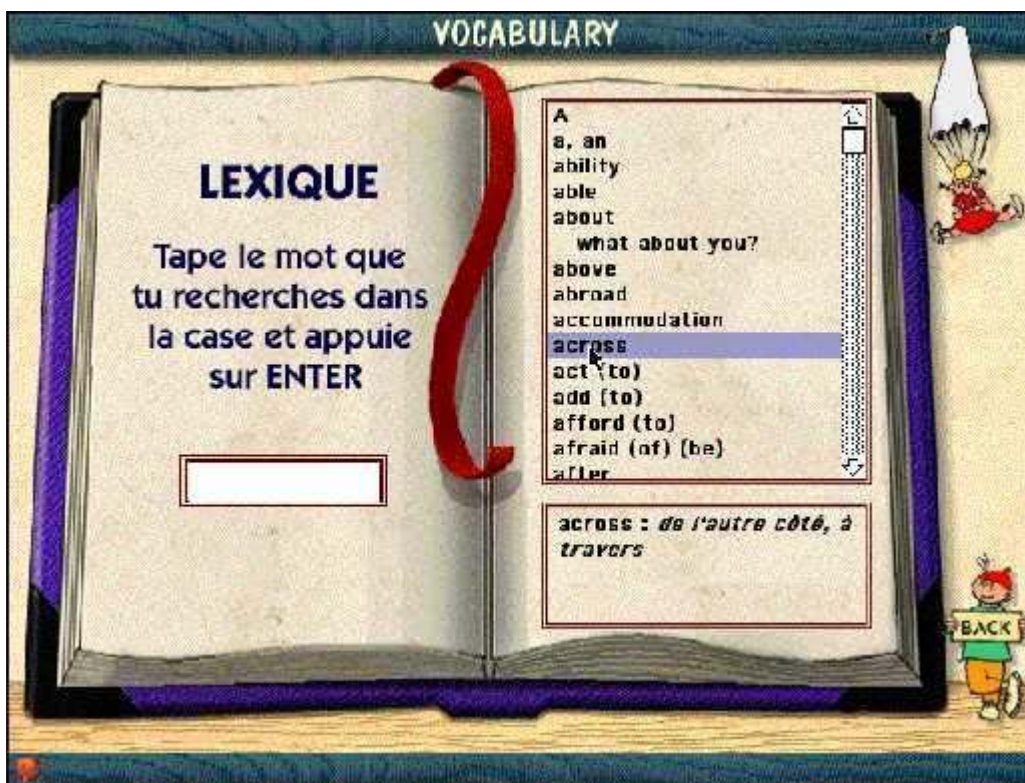 VOCABULARY
LEXIQUE
Tape le mot que
tu recherches dans
la case et appuie
sur ENTER
A
a, an
ability
able
about
what about you?
above
abroad
accommodation
across
act (to)
add (to)
afford (to)
afraid (of) (be)
after
across : de l'autre côté, à
travers
BACK